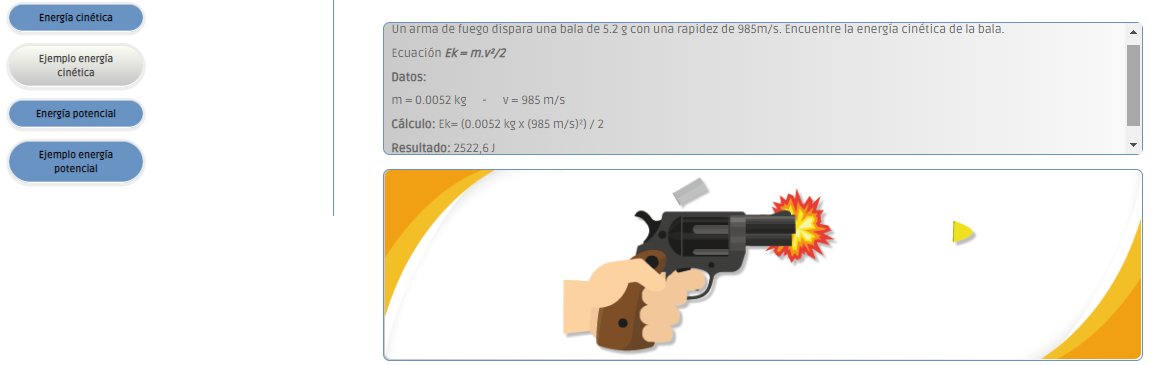 Energía cinética
Ejemplo energía
cinética
Energía potencial
Ejemplo energía
potencial
Un arma de fuego dispara una bala de 5.2 g con una rapidez de 985m/s. Encuentre la energía cinética de la bala.
Ecuación Ek = m.v²/2
Datos:
m = 0.0052 kg - v = 985 m/s
Cálculo: Ek= (0.0052 kg x (985 m/s)²) / 2
Resultado: 2522,6 J